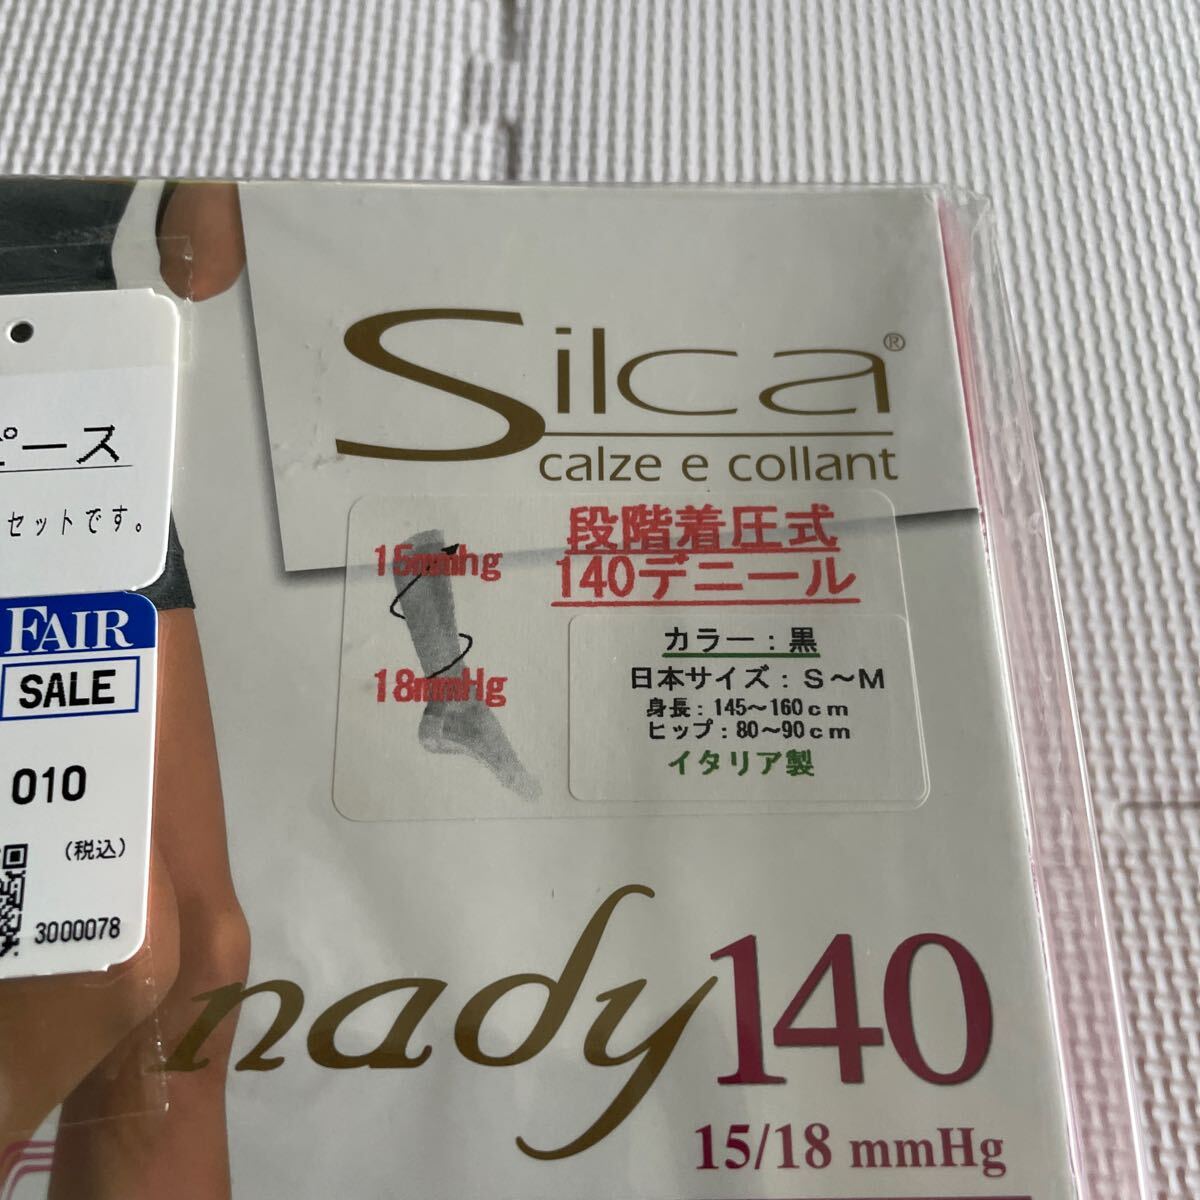 Silca®
calze e collant
段階着圧式
140デニール
15mmhg
18mmHg
カラー：黒
日本サイズ：S～M
身長：145～160cm
ヒップ：80～90cm
イタリア製
ピース
セットです。
FAIR
SALE
010
(税込)
3000078
nady140
15/18 mmHg